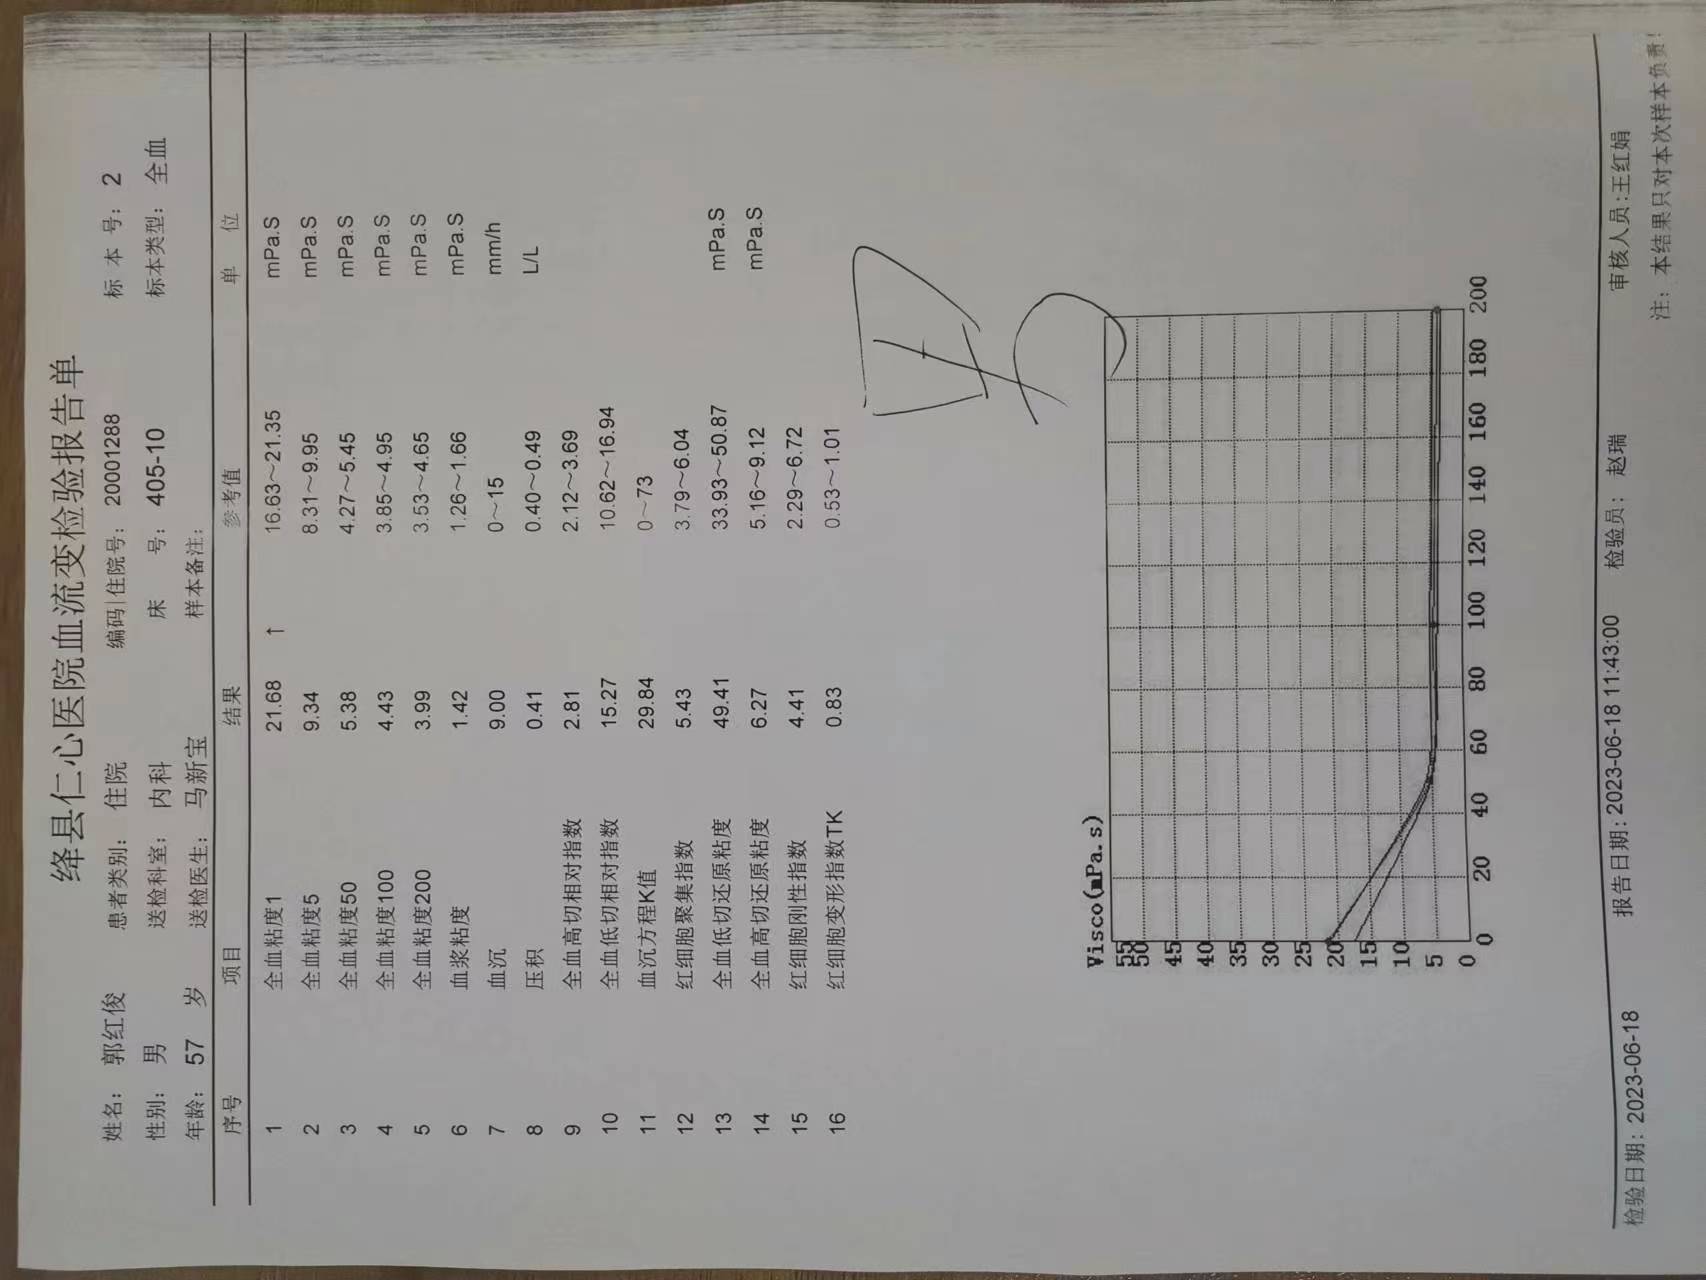 绛县仁心医院血流变检验报告单
姓名： 郭红俊 患者类别： 住院 编码|住院号： 20001288 标 本 号： 2
性别： 男 送检科室： 内科 床 号： 405-10 标本类型： 全血
年龄： 57 岁 送检医生： 马新宝 样本备注：
序号 项目 结果 参考值 单 位
1 全血粘度1 21.68 ↑ 16.63～21.35 mPa.S
2 全血粘度5 9.34 8.31～9.95 mPa.S
3 全血粘度50 5.38 4.27～5.45 mPa.S
4 全血粘度100 4.43 3.85～4.95 mPa.S
5 全血粘度200 3.99 3.53～4.65 mPa.S
6 血浆粘度 1.42 1.26～1.66 mPa.S
7 血沉 9.00 0～15 mm/h
8 压积 0.41 0.40～0.49 L/L
9 全血高切相对指数 2.81 2.12～3.69
10 全血低切相对指数 15.27 10.62～16.94
11 血沉方程K值 29.84 0～73
12 红细胞聚集指数 5.43 3.79～6.04
13 全血低切还原粘度 49.41 33.93～50.87 mPa.S
14 全血高切还原粘度 6.27 5.16～9.12 mPa.S
15 红细胞刚性指数 4.41 2.29～6.72
16 红细胞变形指数TK 0.83 0.53～1.01
男
Visco(mPa.s)
55
50
45
40
35
30
25
20
15
10
5
0
0 20 40 60 80 100 120 140 160 180 200
检验日期: 2023-06-18 报告日期: 2023-06-18 11:43:00 检验员: 赵瑞 审核人员:王红娟
注: 本结果只对本次样本负责!